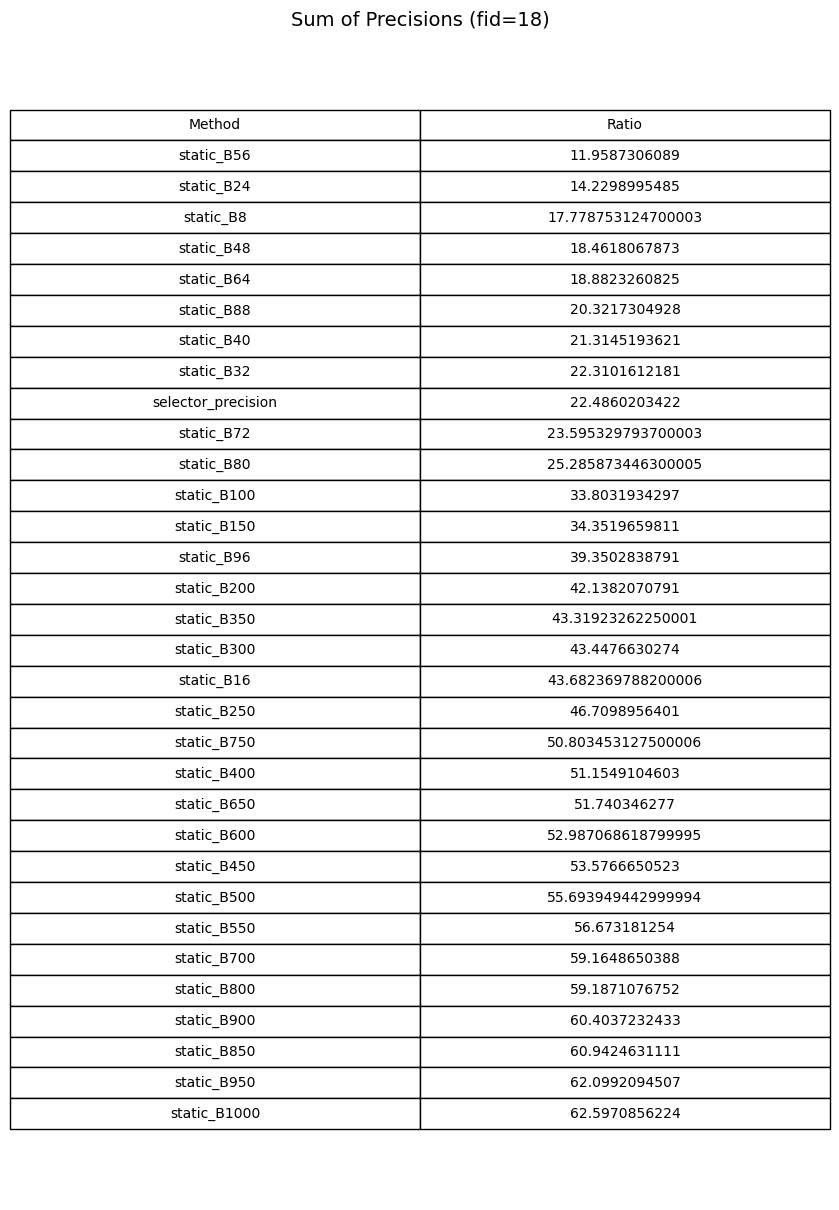 Sum of Precisions (fid=18)
Method Ratio
static_B56 11.9587306089
static_B24 14.2298995485
static_B8 17.778753124700003
static_B48 18.4618067873
static_B64 18.8823260825
static_B88 20.3217304928
static_B40 21.3145193621
static_B32 22.3101612181
selector_precision 22.4860203422
static_B72 23.595329793700003
static_B80 25.285873446300005
static_B100 33.8031934297
static_B150 34.3519659811
static_B96 39.3502838791
static_B200 42.1382070791
static_B350 43.31923262250001
static_B300 43.4476630274
static_B16 43.682369788200006
static_B250 46.7098956401
static_B750 50.803453127500006
static_B400 51.1549104603
static_B650 51.740346277
static_B600 52.987068618799995
static_B450 53.5766650523
static_B500 55.693949442999994
static_B550 56.673181254
static_B700 59.1648650388
static_B800 59.1871076752
static_B900 60.4037232433
static_B850 60.9424631111
static_B950 62.0992094507
static_B1000 62.5970856224